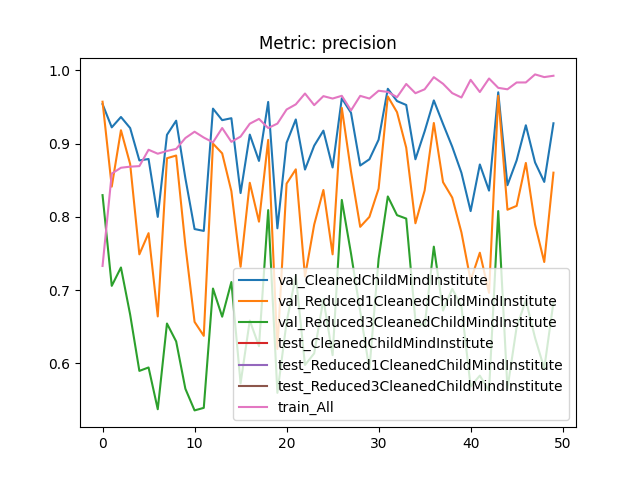 Metric: precision
1.0
0.9
0.8
0.7
0.6
val_CleanedChildMindInstitute
val_Reduced1CleanedChildMindInstitute
val_Reduced3CleanedChildMindInstitute
test_CleanedChildMindInstitute
test_Reduced1CleanedChildMindInstitute
test_Reduced3CleanedChildMindInstitute
train_All
0 10 20 30 40 50